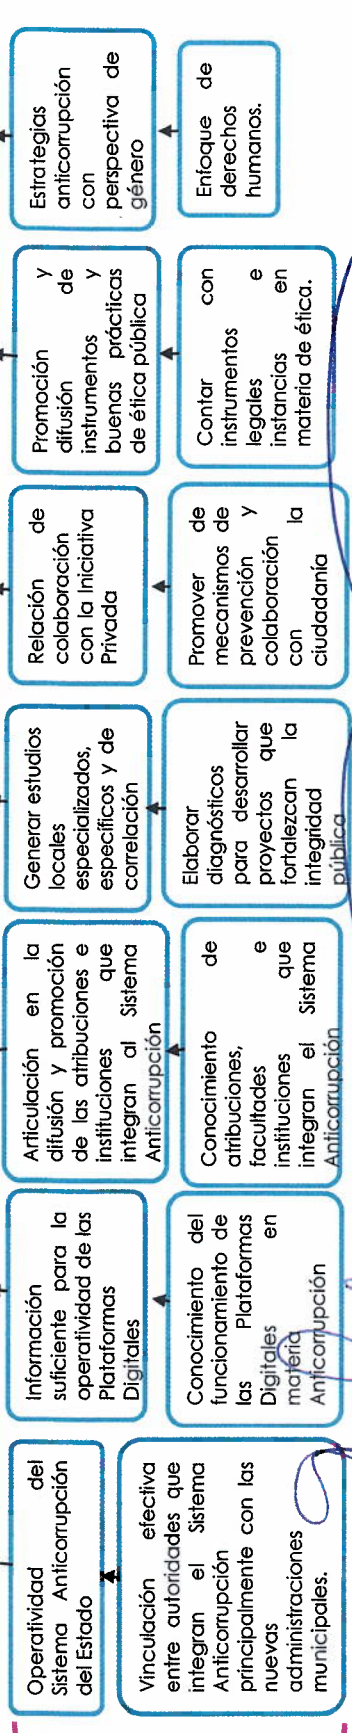 Operatividad del
Sistema Anticorrupción
del Estado
Vinculación efectiva
entre autoridades que
integran el Sistema
Anticorrupción
principalmente con las
nuevas
administraciones
municipales.
Información
suficiente para la
operatividad de las
Plataformas
Digitales
Conocimiento del
funcionamiento de
las Plataformas
Digitales en
materia
Anticorrupción
Articulación en la
difusión y promoción
de las atribuciones e
instituciones que
integran al Sistema
Anticorrupción
Conocimiento de
atribuciones,
facultades e
instituciones que
integran el Sistema
Anticorrupción
Generar estudios
locales
especializados,
específicos y de
correlación
Elaborar
diagnósticos
para desarrollar
proyectos que
fortalezcan la
integridad
pública
Relación de
colaboración
con la Iniciativa
Privada
Promover de
mecanismos de
prevención y
colaboración
con la
ciudadanía
Promoción y
difusión de
instrumentos y
buenas prácticas
de ética pública
Contar con
instrumentos
legales e
instancias en
materia de ética.
Estrategias
anticorrupción
con
perspectiva de
género
Enfoque de
derechos
humanos.